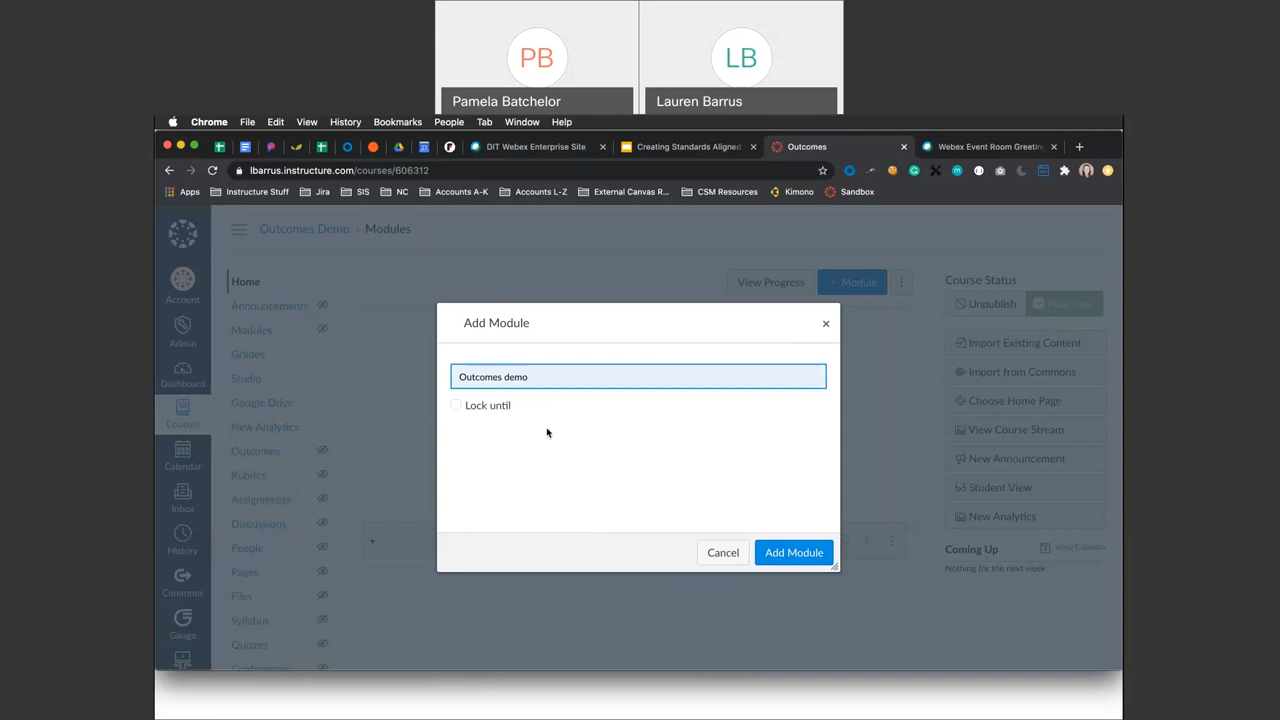 PB
LB
Pamela Batchelor
Lauren Barrus
Chrome File Edit View History Bookmarks People Tab Window Help
DIT Webex Enterprise Site
Creating Standards Aligned
Outcomes
Webex Event Room Greeting
lbarrus.instructure.com/courses/606312
Apps Instructure Stuff Jira SIS NC Accounts A-K Accounts L-Z External Canvas R... CSM Resources Kimono Sandbox
Outcomes Demo › Modules
Account
Admin
Dashboard
Courses
Calendar
Inbox
History
Commons
Gauge
Home
Announcements
Modules
Grades
Studio
Google Drive
New Analytics
Outcomes
Rubrics
Assignments
Discussions
People
Pages
Files
Syllabus
Quizzes
Conferences
View Progress
+ Module
Add Module
Outcomes demo
Lock until
Cancel
Add Module
Course Status
Unpublish
Published
Import Existing Content
Import from Commons
Choose Home Page
View Course Stream
New Announcement
Student View
New Analytics
Coming Up
View Calendar
Nothing for the next week